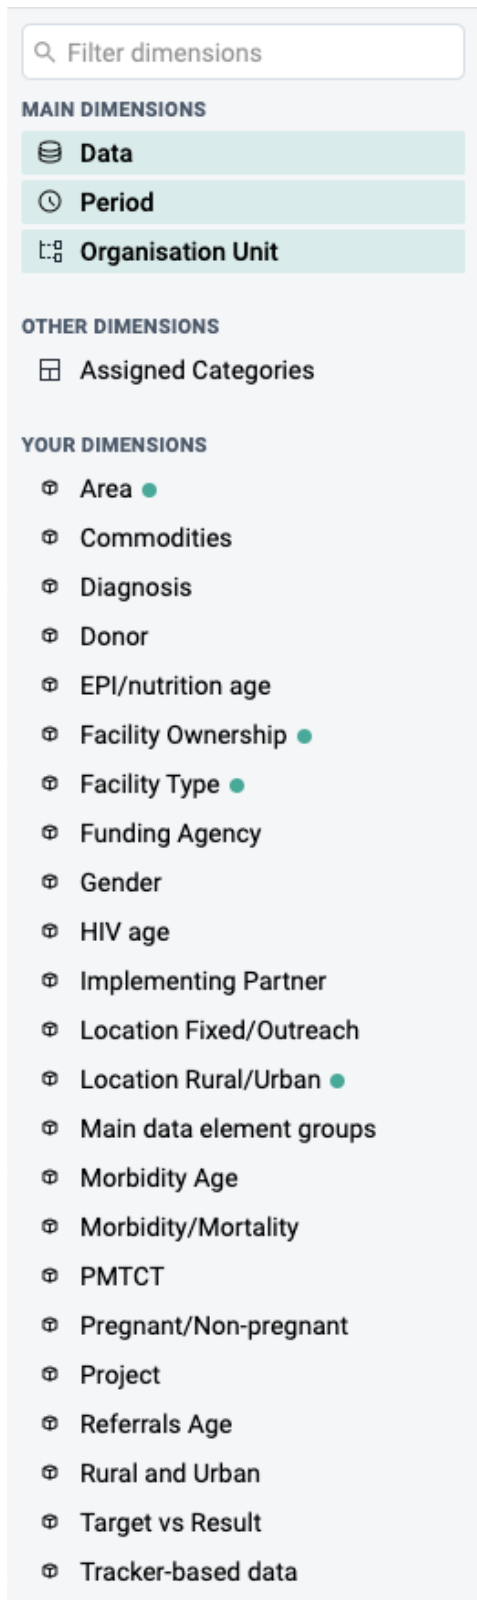 Filter dimensions
MAIN DIMENSIONS
Data
Period
Organisation Unit
OTHER DIMENSIONS
Assigned Categories
YOUR DIMENSIONS
Area
Commodities
Diagnosis
Donor
EPI/nutrition age
Facility Ownership
Facility Type
Funding Agency
Gender
HIV age
Implementing Partner
Location Fixed/Outreach
Location Rural/Urban
Main data element groups
Morbidity Age
Morbidity/Mortality
PMTCT
Pregnant/Non-pregnant
Project
Referrals Age
Rural and Urban
Target vs Result
Tracker-based data